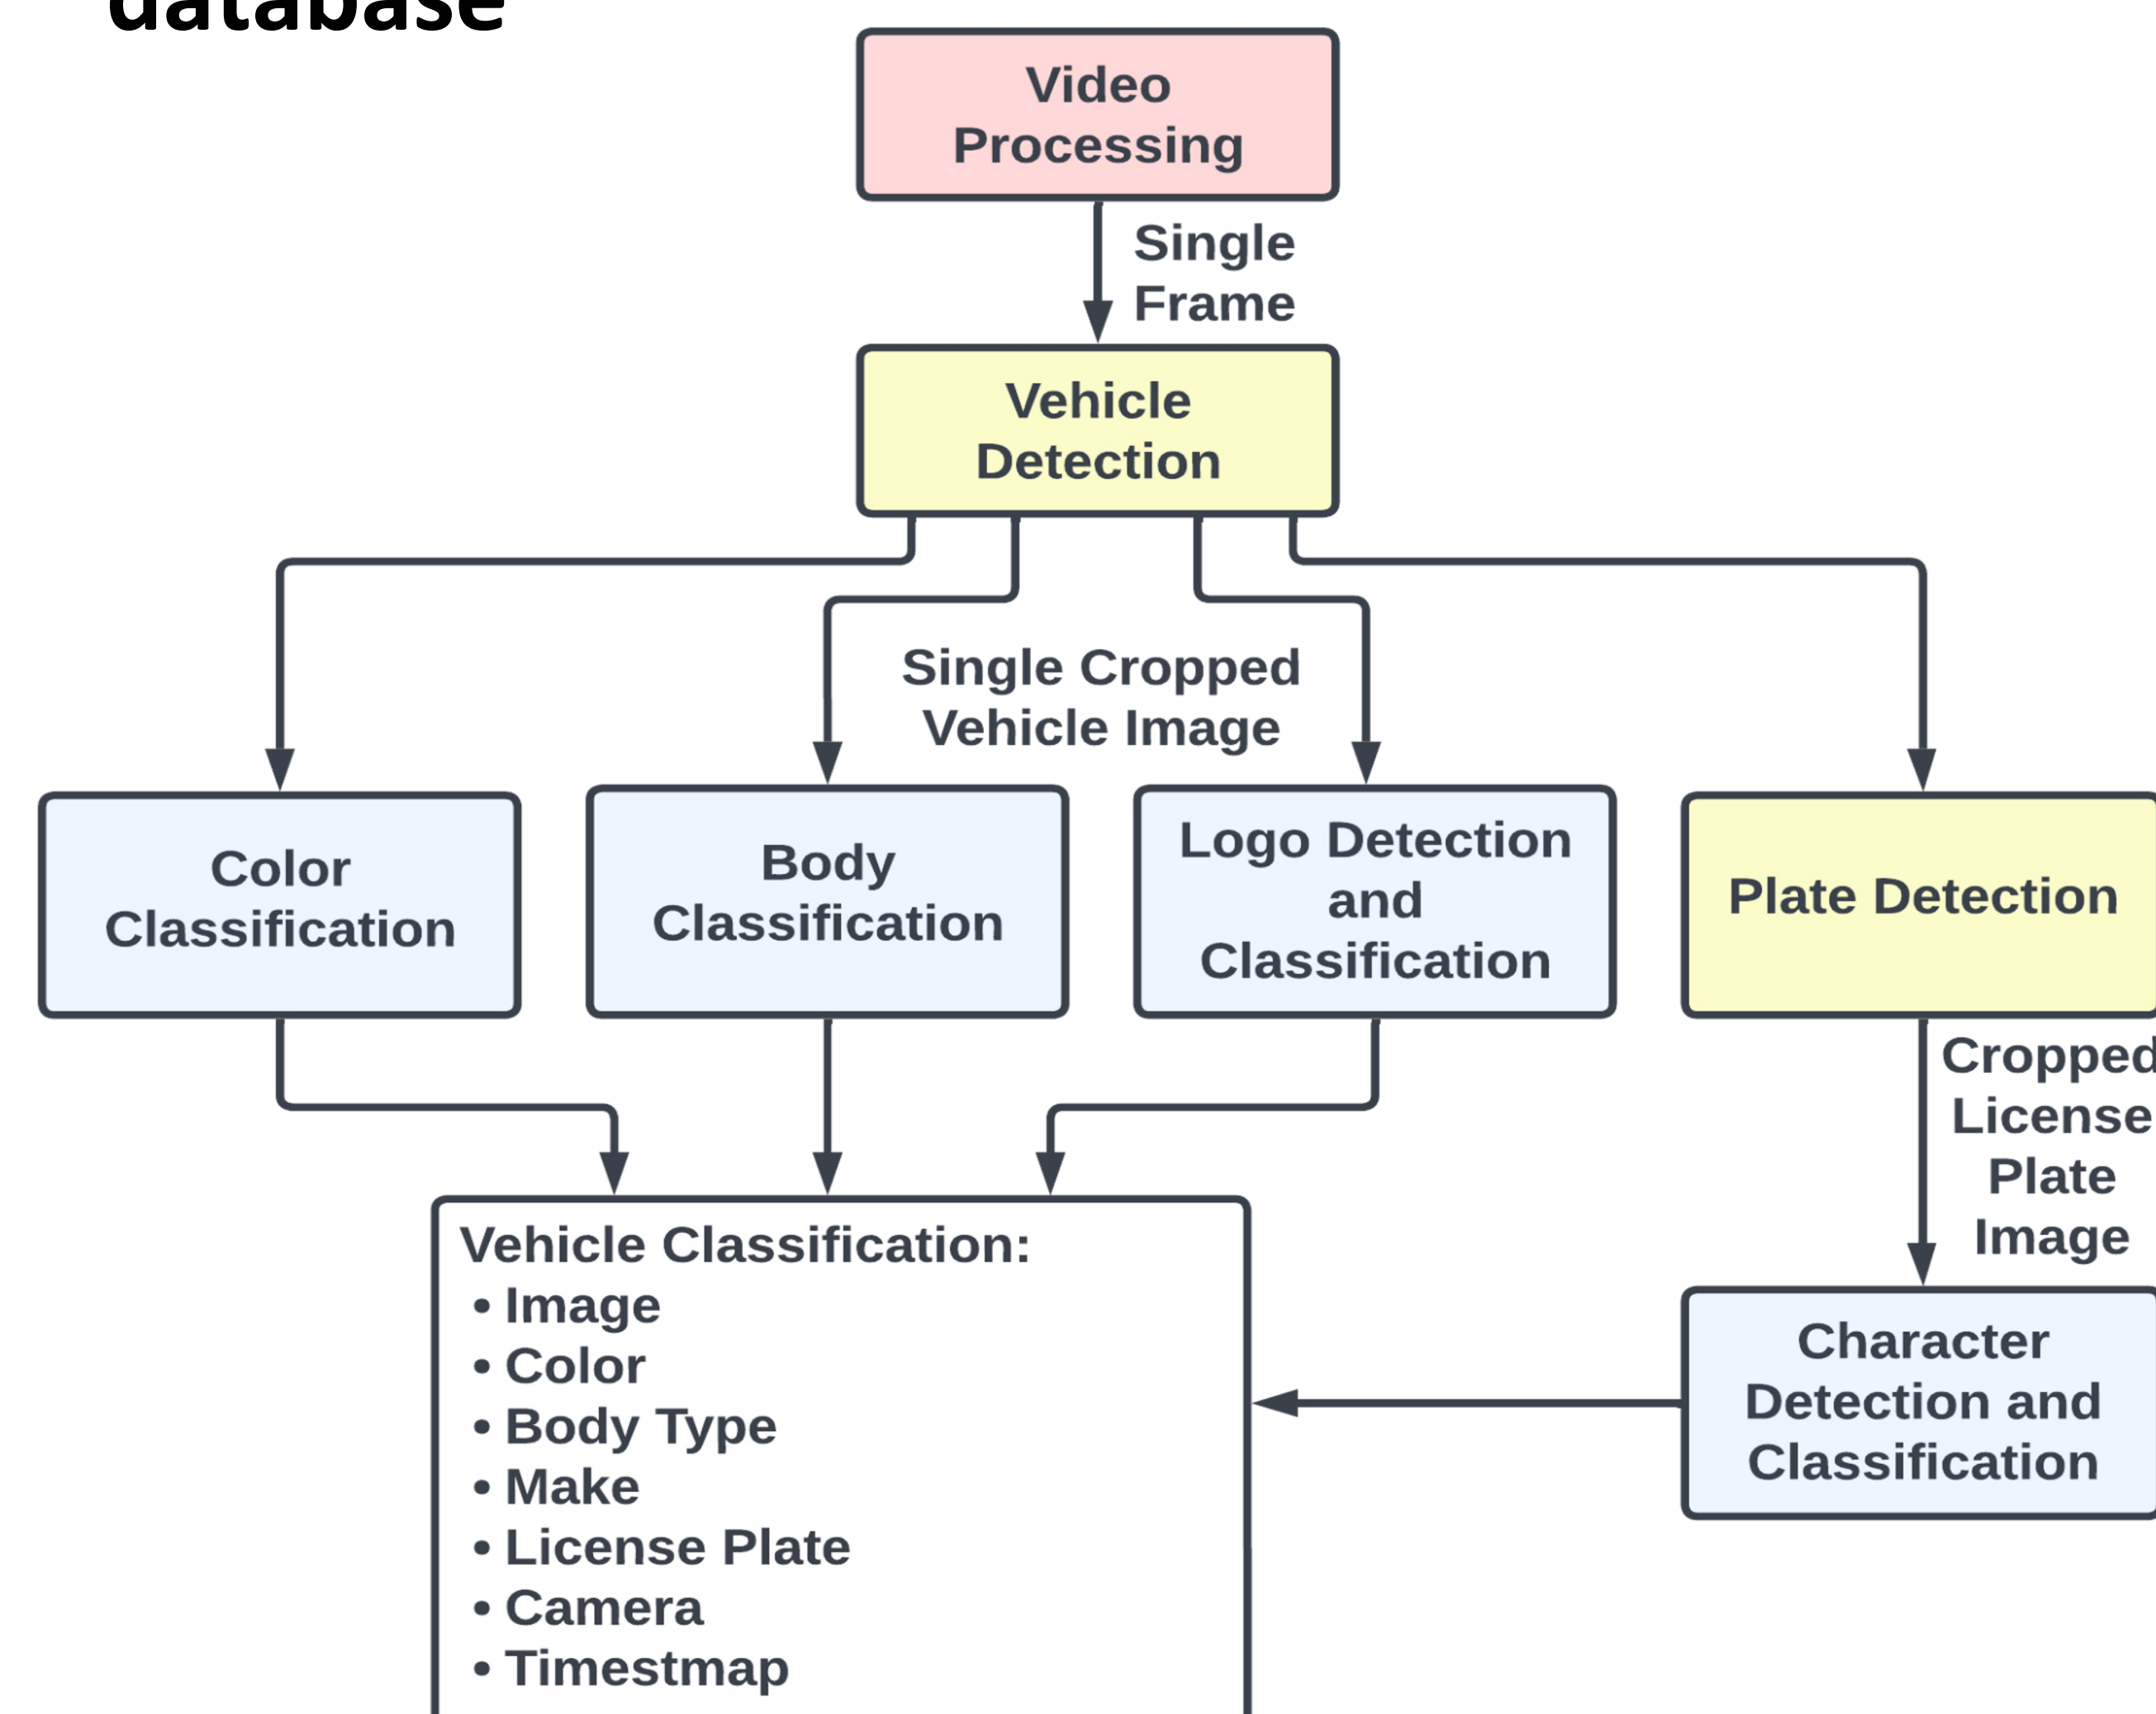 database
Video
Processing
Single
Frame
Vehicle
Detection
Single Cropped
Vehicle Image
Color
Classification
Body
Classification
Logo Detection
and
Classification
Plate Detection
Cropped
License
Plate
Image
Character
Detection and
Classification
Vehicle Classification:
• Image
• Color
• Body Type
• Make
• License Plate
• Camera
• Timestmap